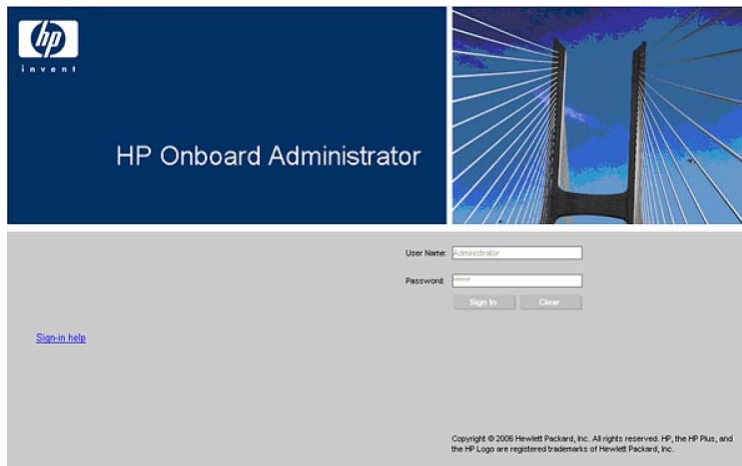 hp
invent
HP Onboard Administrator
User Name: Administrator
Password: ******
Sign In Clear
Sign-in help
Copyright © 2006 Hewlett Packard, Inc. All rights reserved. HP, the HP Plus, and
the HP Logo are registered trademarks of Hewlett Packard, Inc.